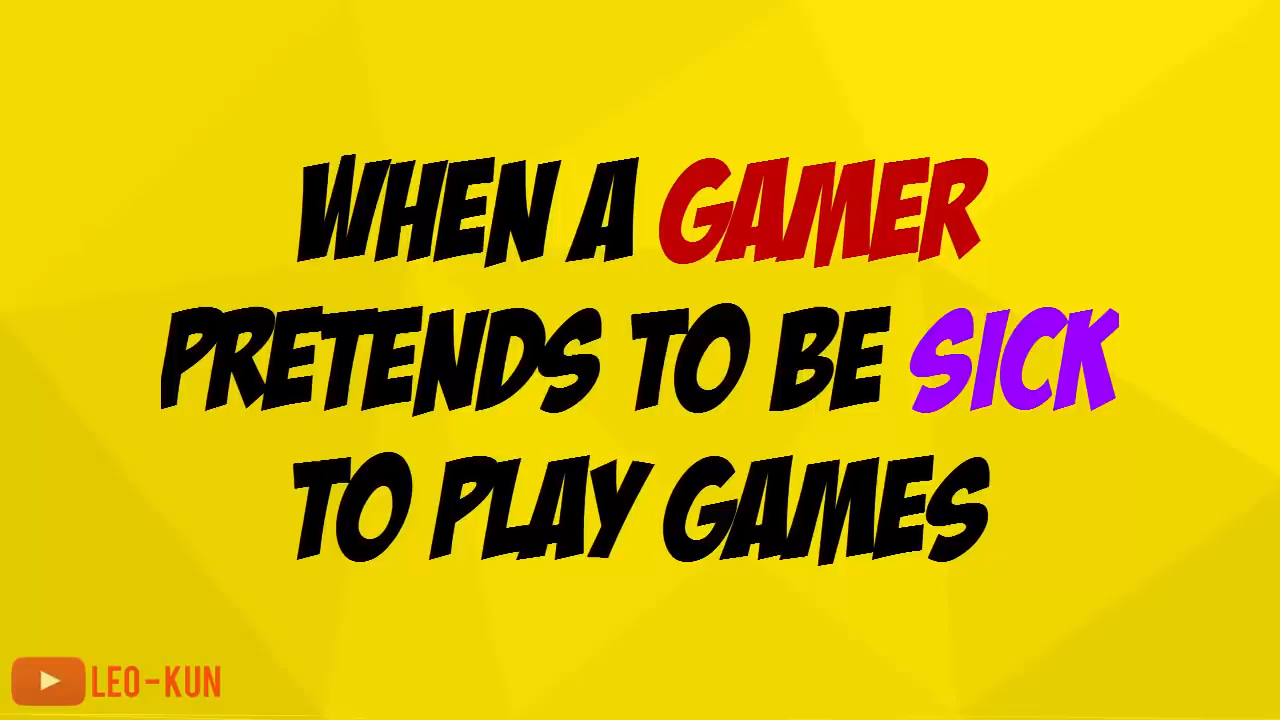 WHEN A GAMER
PRETENDS TO BE SICK
TO PLAY GAMES
LEO-KUN